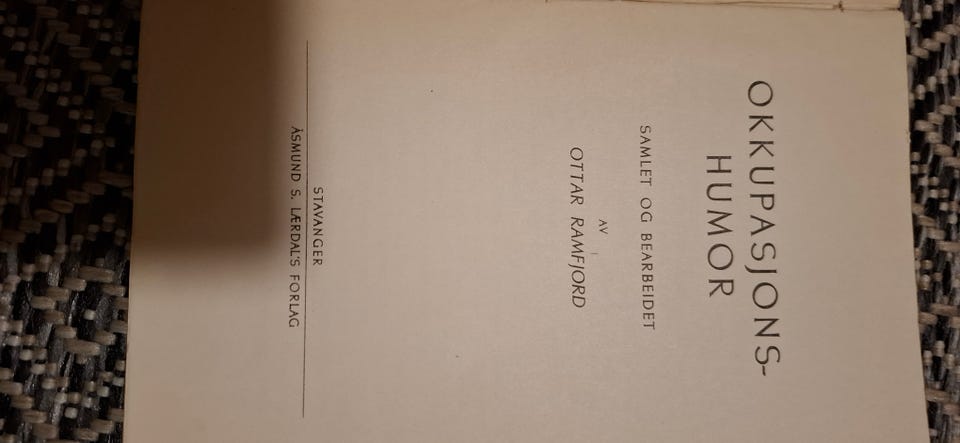 OKKUPASJONS-
HUMOR
SAMLET OG BEARBEIDET
AV
OTTAR RAMFJORD
STAVANGER
ÅSMUND S. LÆRDAL'S FORLAG